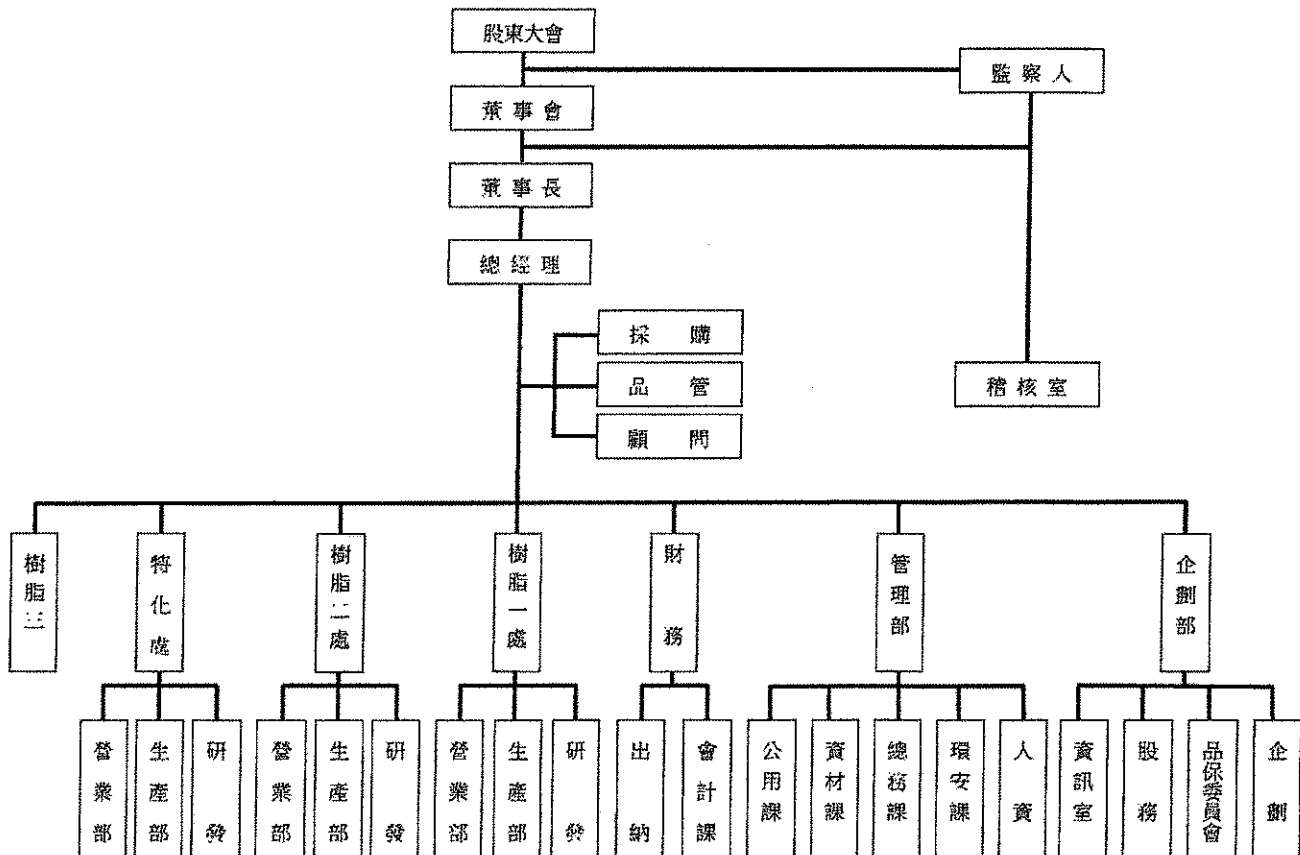 股東大會
監察人
董事會
董事長
總經理
採購
品管
稽核室
顧問
樹脂三
特化處
樹脂二處
樹脂一處
財務
管理部
企劃部
營業部
生產部
研發
營業部
生產部
研發
營業部
生產部
研發
出納
會計課
公用課
資材課
總務課
環安課
人資
資訊室
股務
品保委員會
企劃